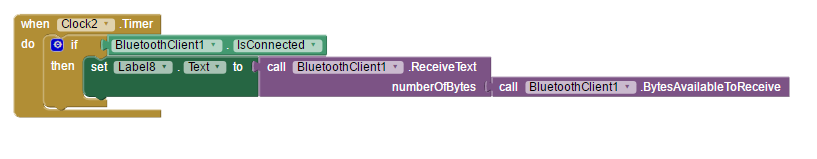 when Clock2 .Timer
do if BluetoothClient1 . IsConnected
then set Label8 . Text to call BluetoothClient1 .ReceiveText
numberOfBytes call BluetoothClient1 .BytesAvailableToReceive